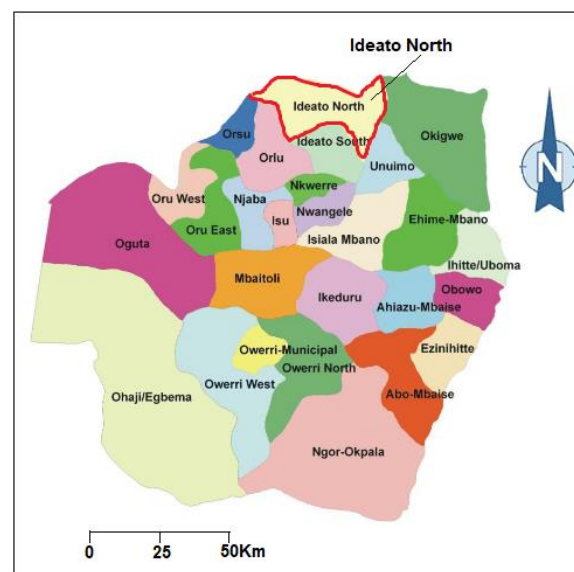 Ideato North
Ideato North
Orsu
Ideato South
Okigwe
Orlu
Unuimo
Oru West
Nkwerre
Njaba
Nwangele
Isu
Ehime-Mbano
Oru East
Isiala Mbano
Oguta
Ihitte/Uboma
Mbaitoli
Obowo
Ikeduru
Ahiazu-Mbaise
Owerri-Municipal
Ezinihitte
Owerri North
Owerri West
Ohaji/Egbema
Abo-Mbaise
Ngor-Okpala
N
0 25 50Km